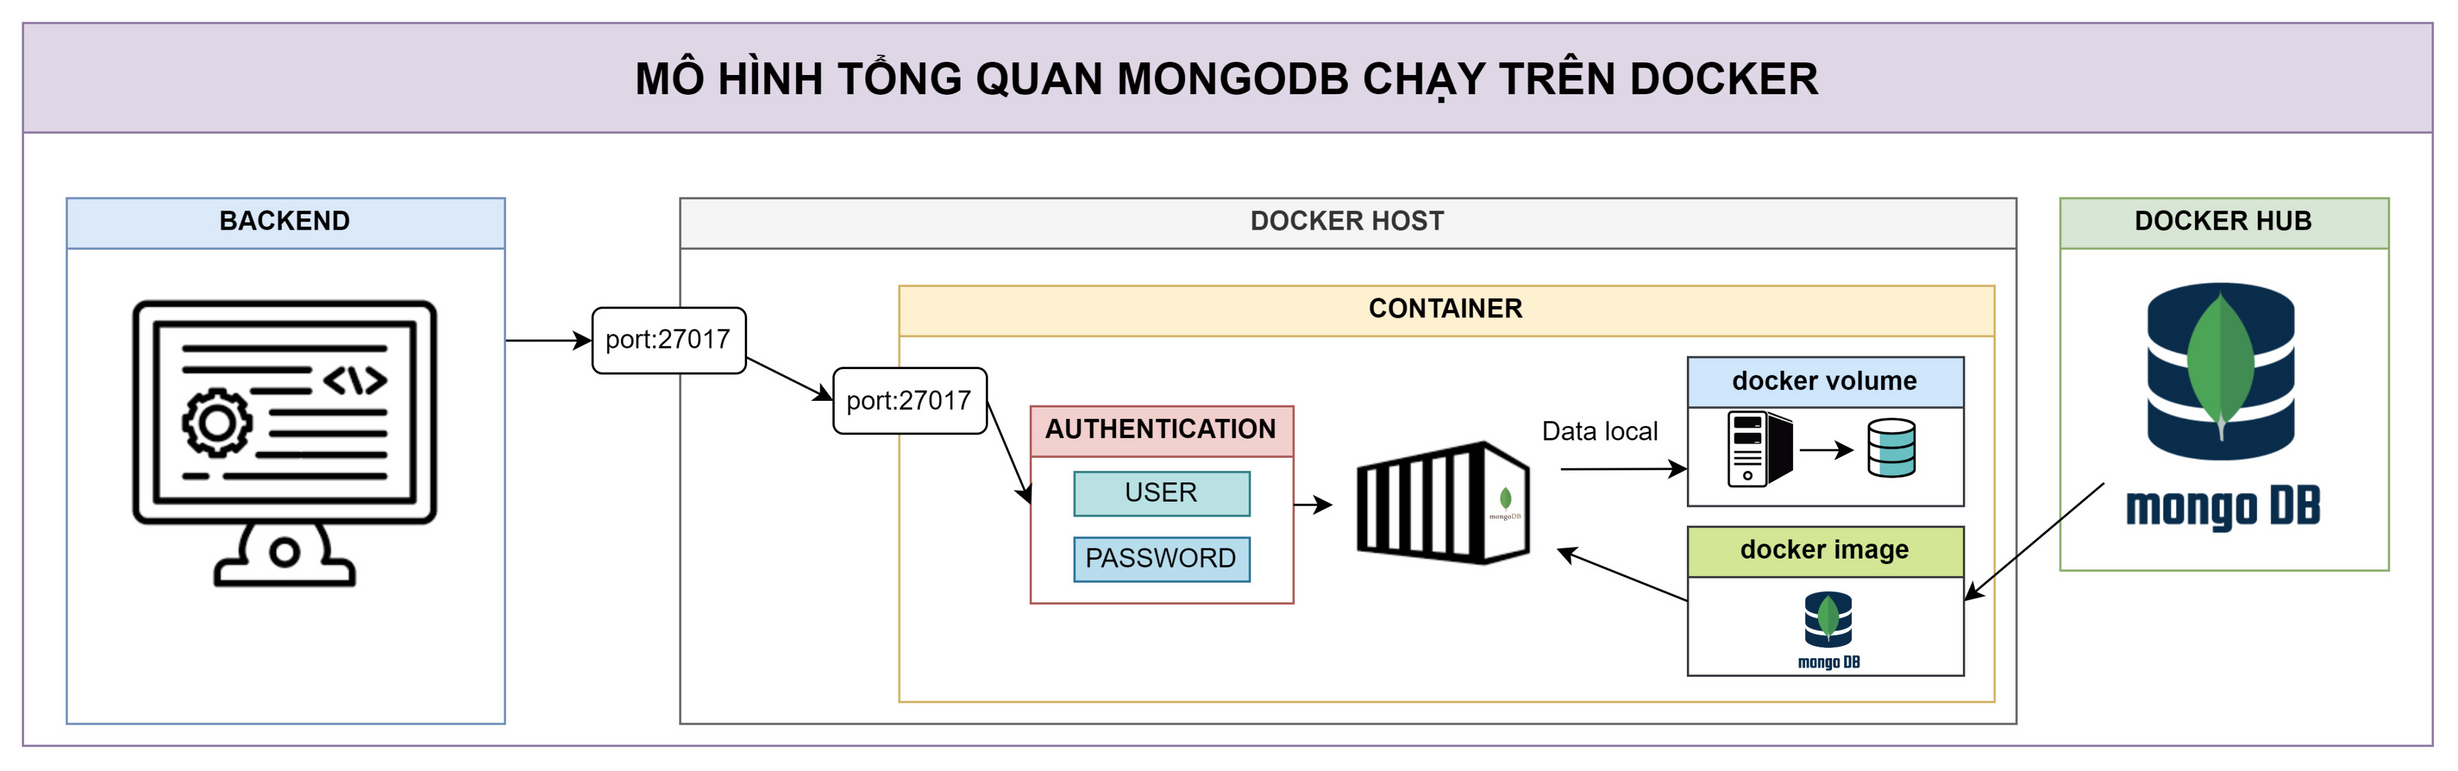 MÔ HÌNH TỔNG QUAN MONGODB CHẠY TRÊN DOCKER
BACKEND
DOCKER HOST
DOCKER HUB
CONTAINER
port:27017
port:27017
AUTHENTICATION
USER
PASSWORD
mongoDB
Data local
docker volume
docker image
mongo DB
mongo DB